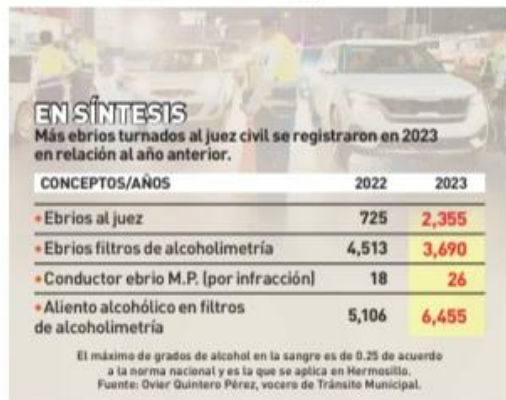 EN SÍNTESIS
Más ebrios turnados al juez civil se registraron en 2023
en relación al año anterior.
CONCEPTOS/AÑOS 2022 2023
• Ebrios al juez 725 2,355
• Ebrios filtros de alcoholimetría 4,513 3,690
• Conductor ebrio M.P. (por infracción) 18 26
• Aliento alcohólico en filtros
de alcoholimetría 5,106 6,455
El máximo de grados de alcohol en la sangre es de 0.25 de acuerdo
a la norma nacional y es la que se aplica en Hermosillo.
Fuente: Ovier Quintero Pérez, vocero de Tránsito Municipal.